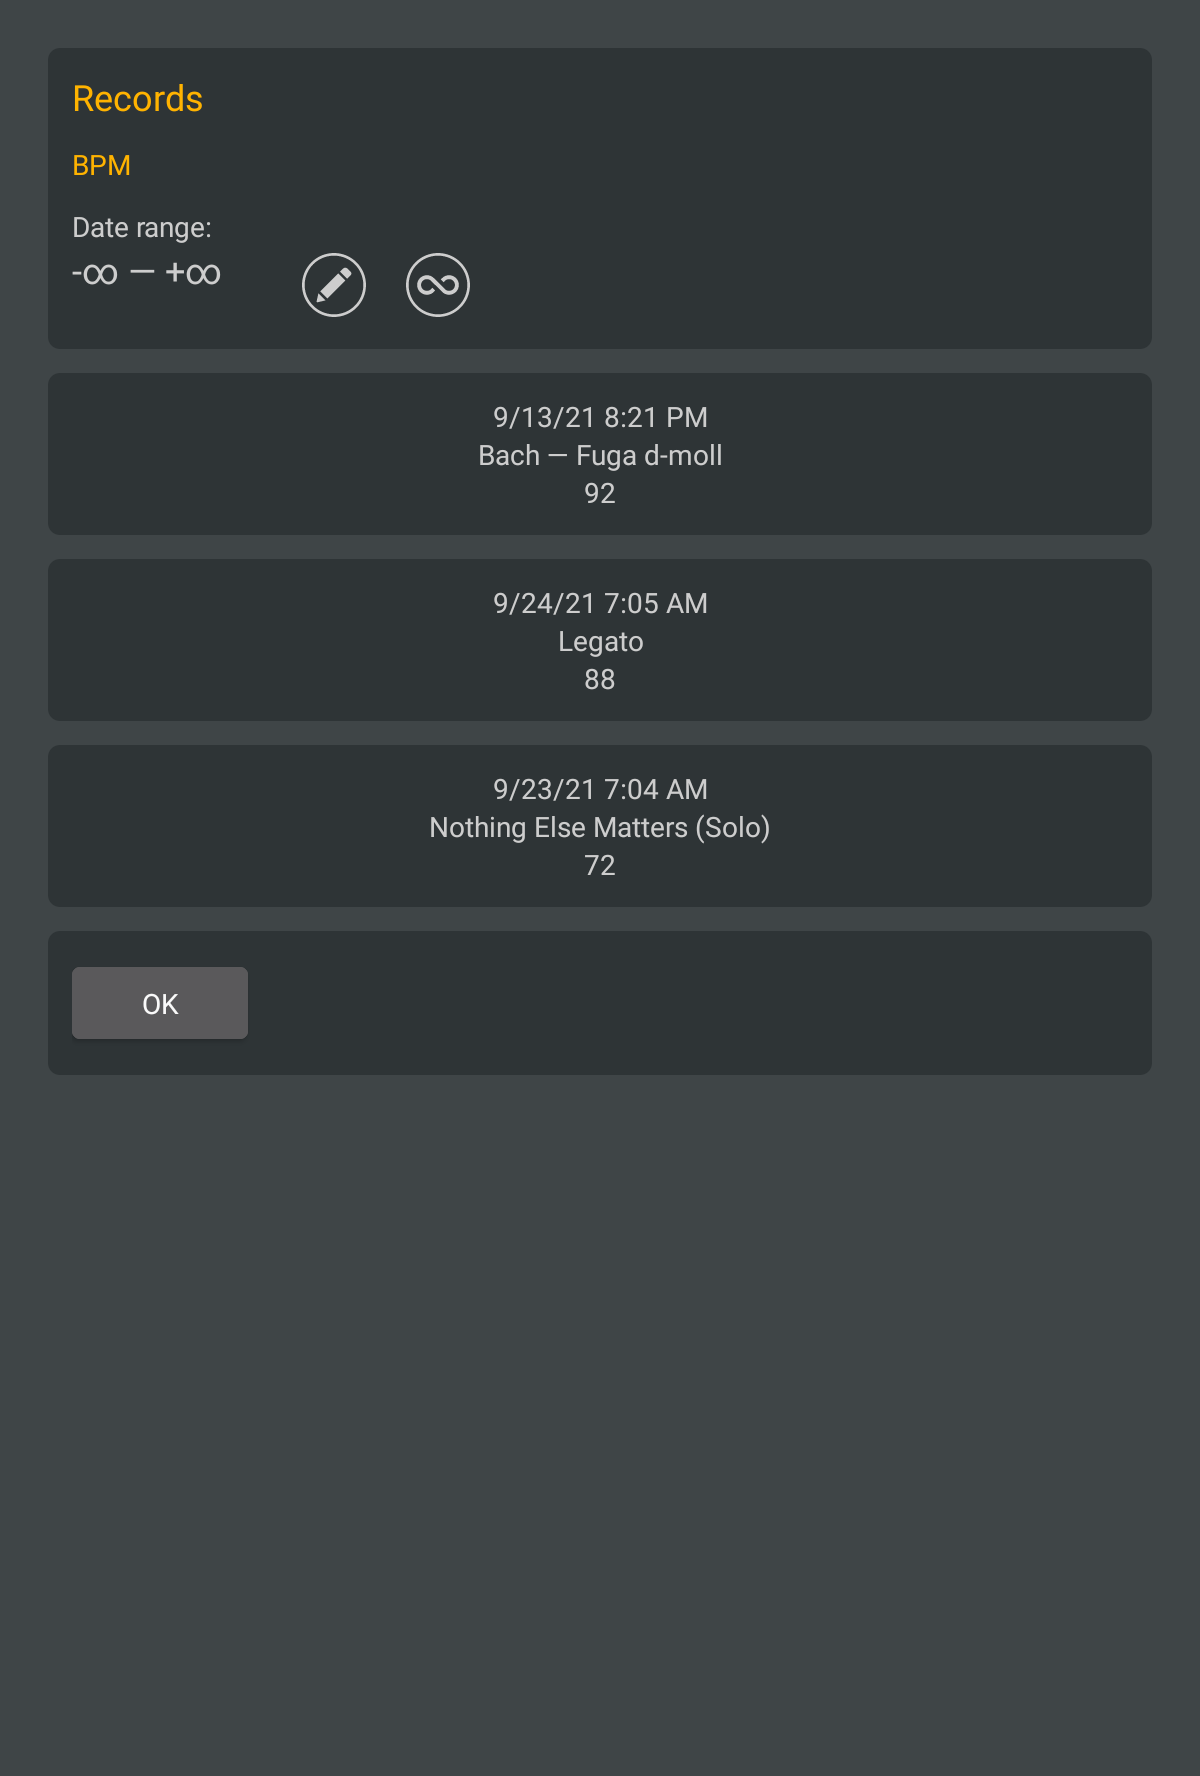 Records
BPM
Date range:
-∞ — +∞
9/13/21 8:21 PM
Bach — Fuga d-moll
92
9/24/21 7:05 AM
Legato
88
9/23/21 7:04 AM
Nothing Else Matters (Solo)
72
OK